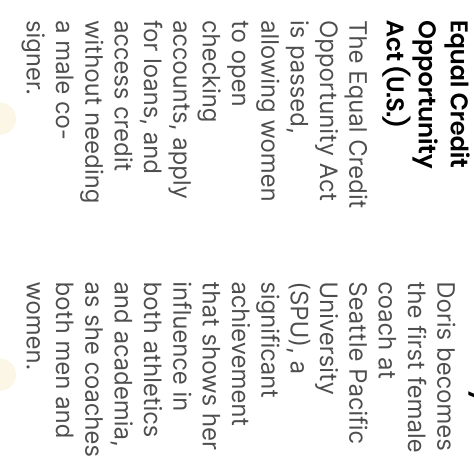 Equal Credit
Opportunity
Act (U.S.)
The Equal Credit
Opportunity Act
is passed,
allowing women
to open
checking
accounts, apply
for loans, and
access credit
without needing
a male co-
signer.
Doris becomes
the first female
coach at
Seattle Pacific
University
(SPU), a
significant
achievement
that shows her
influence in
both athletics
and academia,
as she coaches
both men and
women.